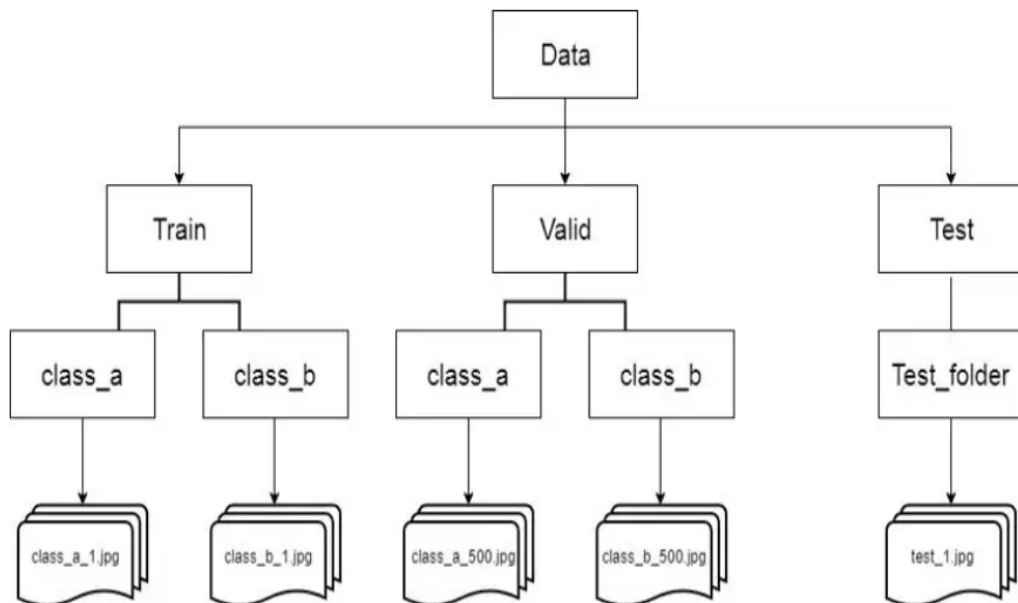 Data
Train
Valid
Test
class_a
class_b
class_a
class_b
Test_folder
class_a_1.jpg
class_b_1.jpg
class_a_500.jpg
class_b_500.jpg
test_1.jpg